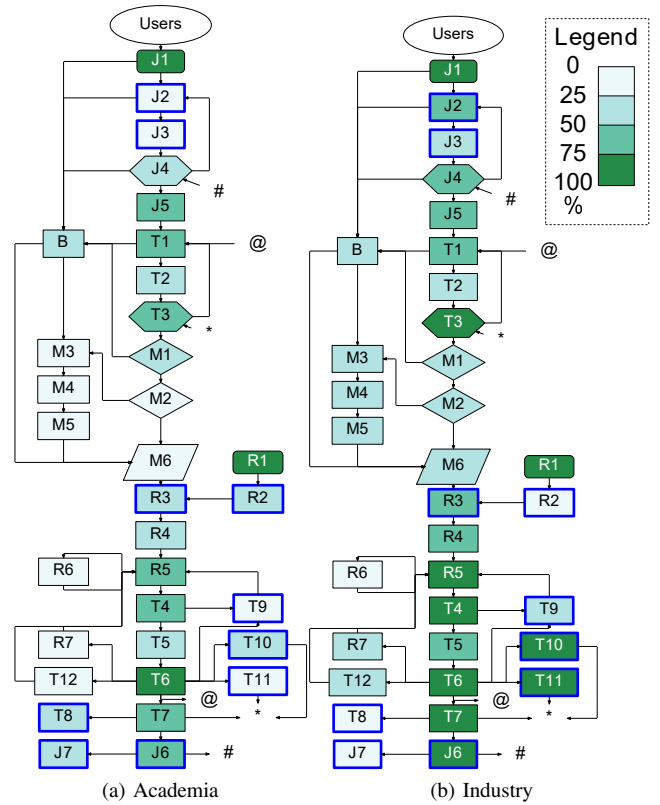 Users
J1
J2
J3
J4
#
J5
B
T1
@
T2
T3
*
M3
M1
M4
M2
M5
M6
R1
R3
R2
R4
R6
R5
T4
T9
R7
T5
T10
T12
T6
T11
@
T8
T7
*
J7
J6
#
(a) Academia
Users
J1
J2
J3
J4
#
J5
B
T1
@
T2
T3
*
M3
M1
M4
M2
M5
M6
R1
R3
R2
R4
R6
R5
T4
T9
R7
T5
T10
T12
T6
T11
@
T8
T7
*
J7
J6
#
(b) Industry
Legend
0
25
50
75
100
%